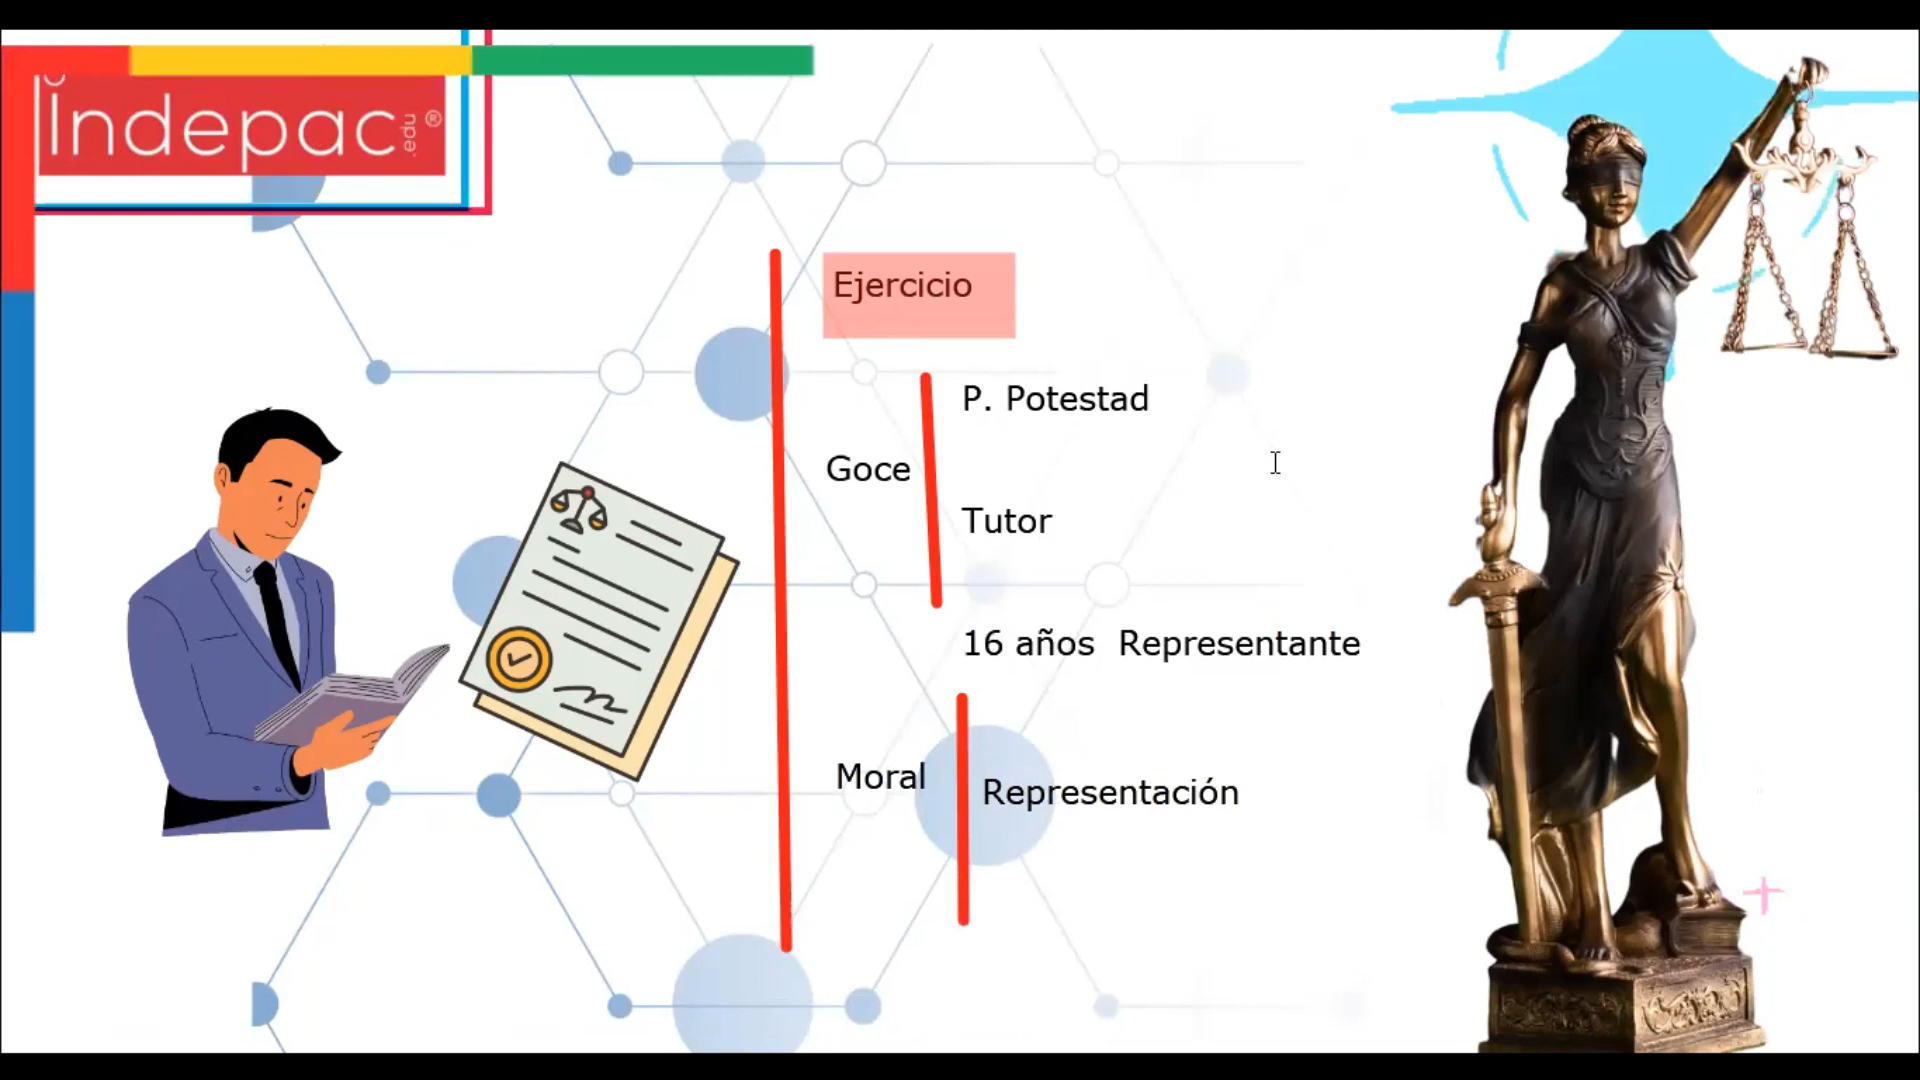 indepac .edu ®
Ejercicio
P. Potestad
Goce
Tutor
16 años Representante
Moral
Representación